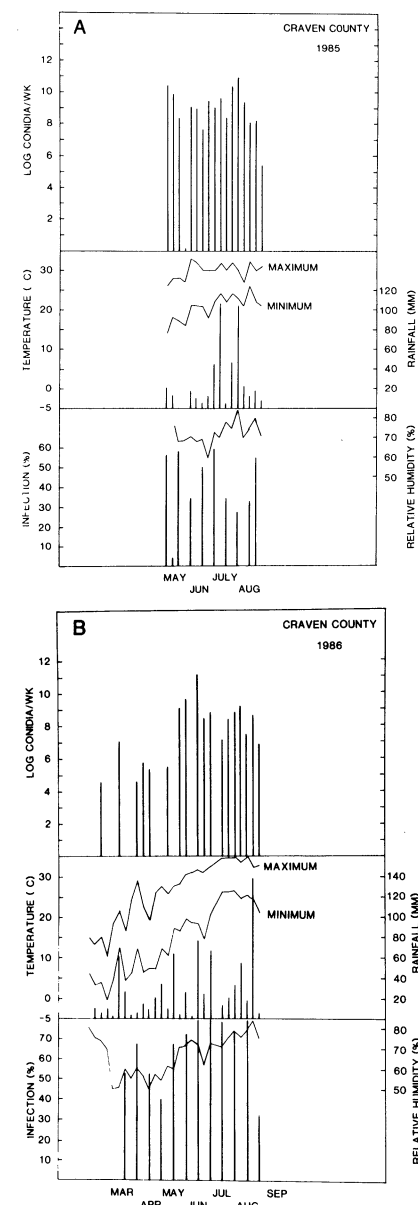 A
CRAVEN COUNTY
1985
LOG CONIDIA/WK
12
10
8
6
4
2
MAXIMUM
MINIMUM
TEMPERATURE ( C)
30
20
10
0
-5
RAINFALL (MM)
120
100
80
60
40
20
INFECTION (%)
60
50
40
30
20
10
RELATIVE HUMIDITY (%)
80
70
60
50
MAY JULY
JUN AUG
B
CRAVEN COUNTY
1986
LOG CONIDIA/WK
12
10
8
6
4
2
MAXIMUM
MINIMUM
TEMPERATURE ( C)
30
20
10
0
-5
RAINFALL (MM)
140
120
100
80
60
40
20
INFECTION (%)
70
60
50
40
30
20
10
RELATIVE HUMIDITY (%)
80
70
60
50
MAR MAY JUL SEP
APR JUN AUG